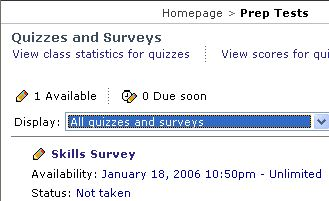 Homepage > Prep Tests
Quizzes and Surveys
View class statistics for quizzes View scores for qui
1 Available 0 Due soon
Display: All quizzes and surveys
Skills Survey
Availability: January 18, 2006 10:50pm - Unlimited
Status: Not taken